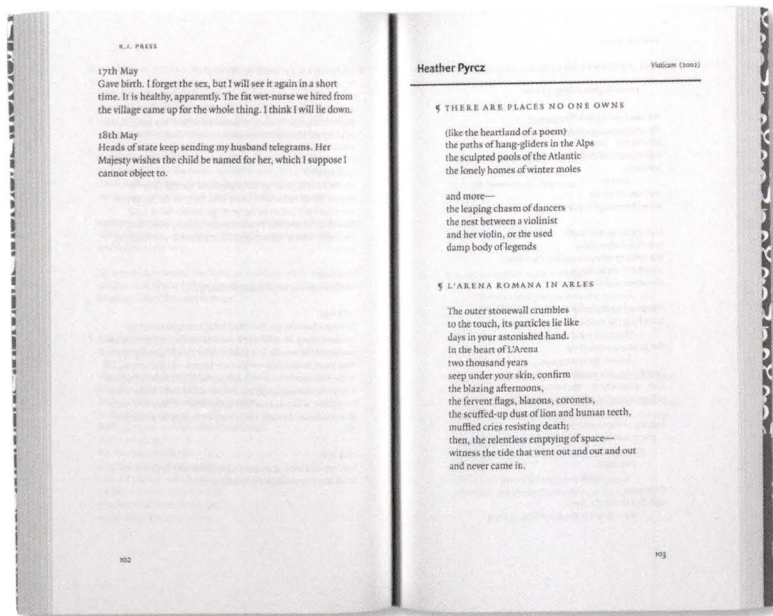 K.I. PRESS
17th May
Gave birth. I forget the sex, but I will see it again in a short
time. It is healthy, apparently. The fat wet-nurse we hired from
the village came up for the whole thing. I think I will lie down.
18th May
Heads of state keep sending my husband telegrams. Her
Majesty wishes the child be named for her, which I suppose I
cannot object to.
102
Heather Pyrcz Viaticum (2002)
¶ THERE ARE PLACES NO ONE OWNS
(like the heartland of a poem)
the paths of hang-gliders in the Alps
the sculpted pools of the Atlantic
the lonely homes of winter moles
and more—
the leaping chasm of dancers
the nest between a violinist
and her violin, or the used
damp body of legends
¶ L'ARENA ROMANA IN ARLES
The outer stonewall crumbles
to the touch, its particles lie like
days in your astonished hand.
In the heart of L'Arena
two thousand years
seep under your skin, confirm
the blazing afternoons,
the fervent flags, blazons, coronets,
the scuffed-up dust of lion and human teeth,
muffled cries resisting death;
then, the relentless emptying of space—
witness the tide that went out and out and out
and never came in.
103